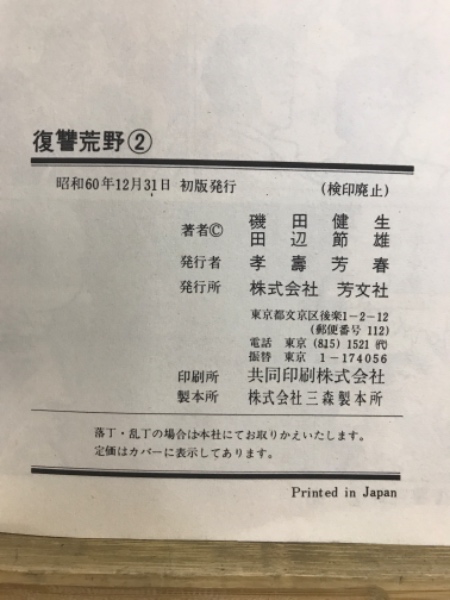 復讐荒野②
昭和60年12月31日 初版発行 (検印廃止)
著者© 磯田健生
田辺節雄
発行者 孝壽芳春
発行所 株式会社 芳文社
東京都文京区後楽1-2-12
(郵便番号 112)
電話 東京 (815) 1521 ㈹
振替 東京 1-174056
印刷所 共同印刷株式会社
製本所 株式会社三森製本所
落丁・乱丁の場合は本社にてお取りかえいたします。
定価はカバーに表示してあります。
Printed in Japan